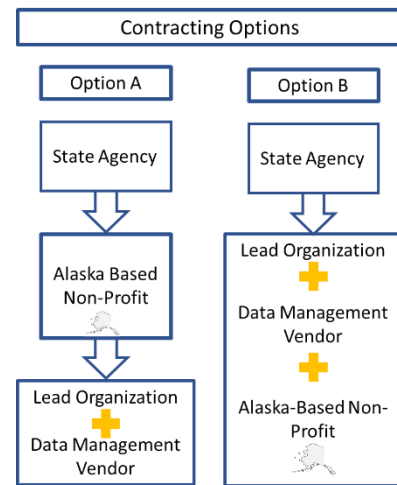 Contracting Options
Option A
State Agency
Alaska Based
Non-Profit
Lead Organization
Data Management
Vendor
Option B
State Agency
Lead Organization
Data Management
Vendor
Alaska-Based Non-
Profit